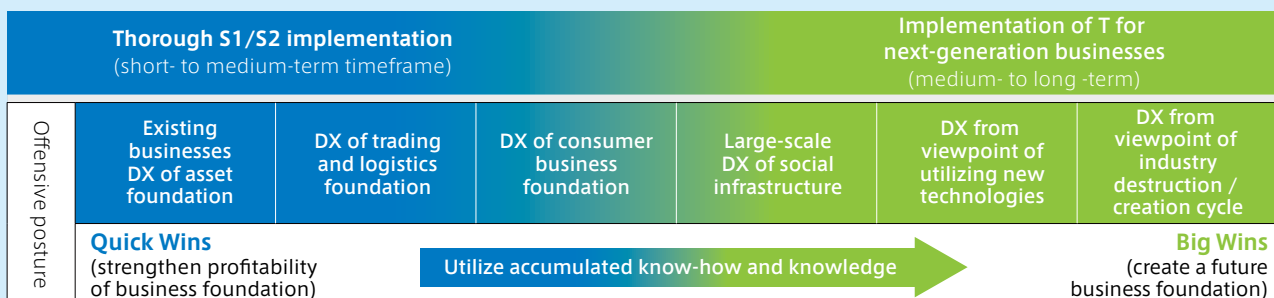 Thorough S1/S2 implementation
(short- to medium-term timeframe)
Implementation of T for
next-generation businesses
(medium- to long -term)
Offensive posture
Existing
businesses
DX of asset
foundation
DX of trading
and logistics
foundation
DX of consumer
business
foundation
Large-scale
DX of social
infrastructure
DX from
viewpoint of
utilizing new
technologies
DX from
viewpoint of
industry
destruction /
creation cycle
Quick Wins
(strengthen profitability
of business foundation)
Utilize accumulated know-how and knowledge
Big Wins
(create a future
business foundation)